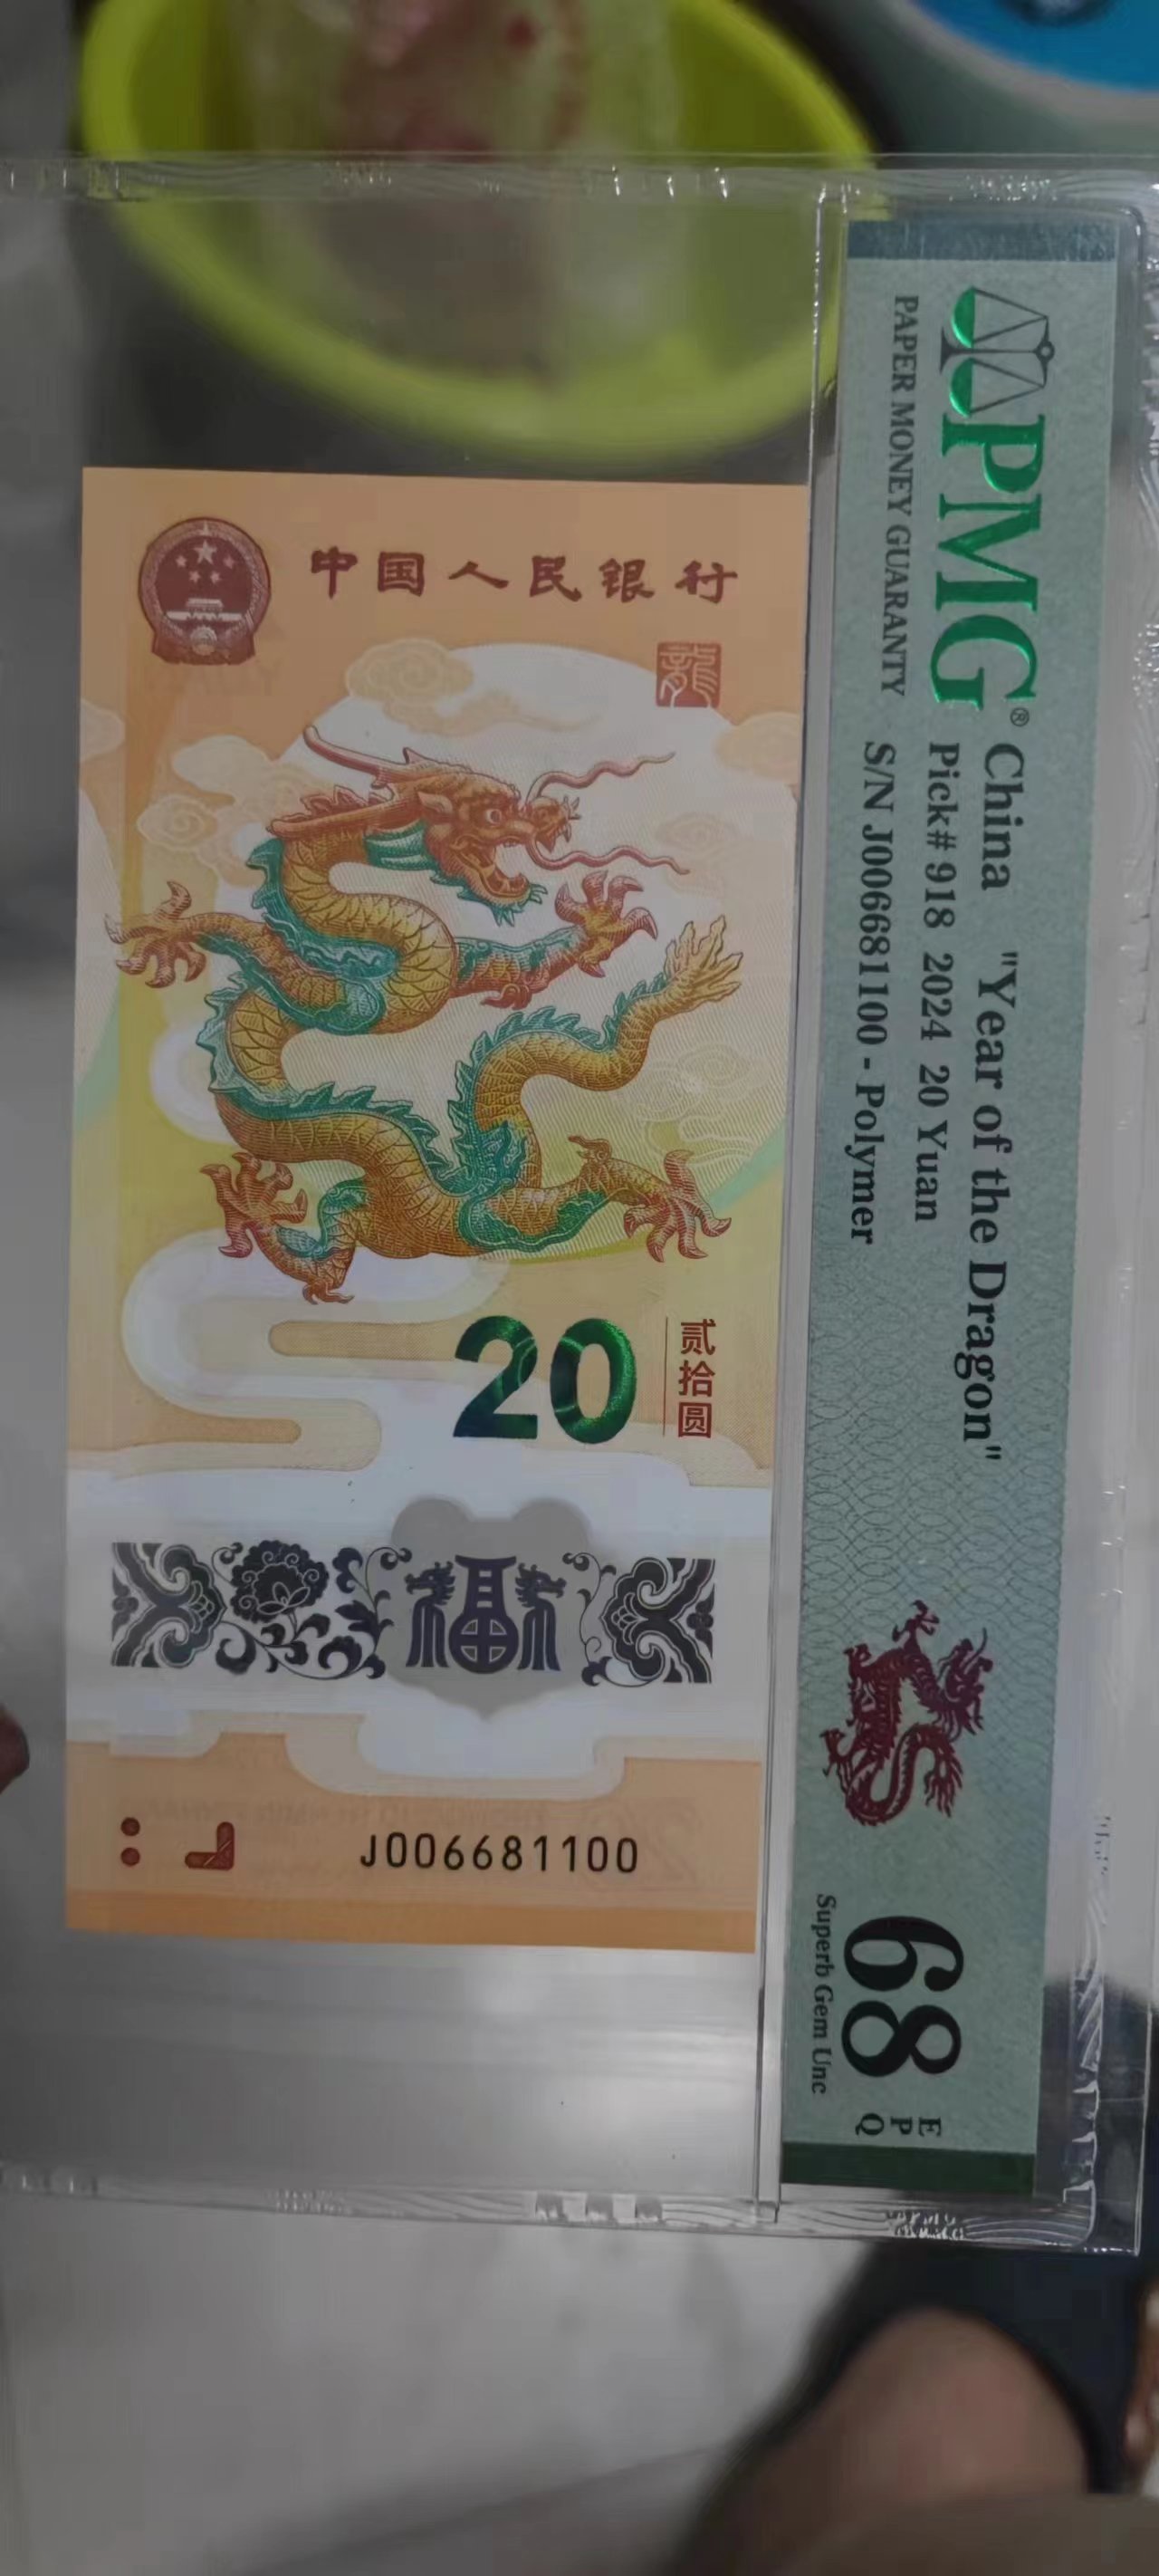 PMG®
PAPER MONEY GUARANTY
China "Year of the Dragon"
Pick# 918 2024 20 Yuan
S/N J006681100 - Polymer
68
EPQ
Superb Gem Unc
中国人民银行
龍
20
贰拾圆
福
J006681100